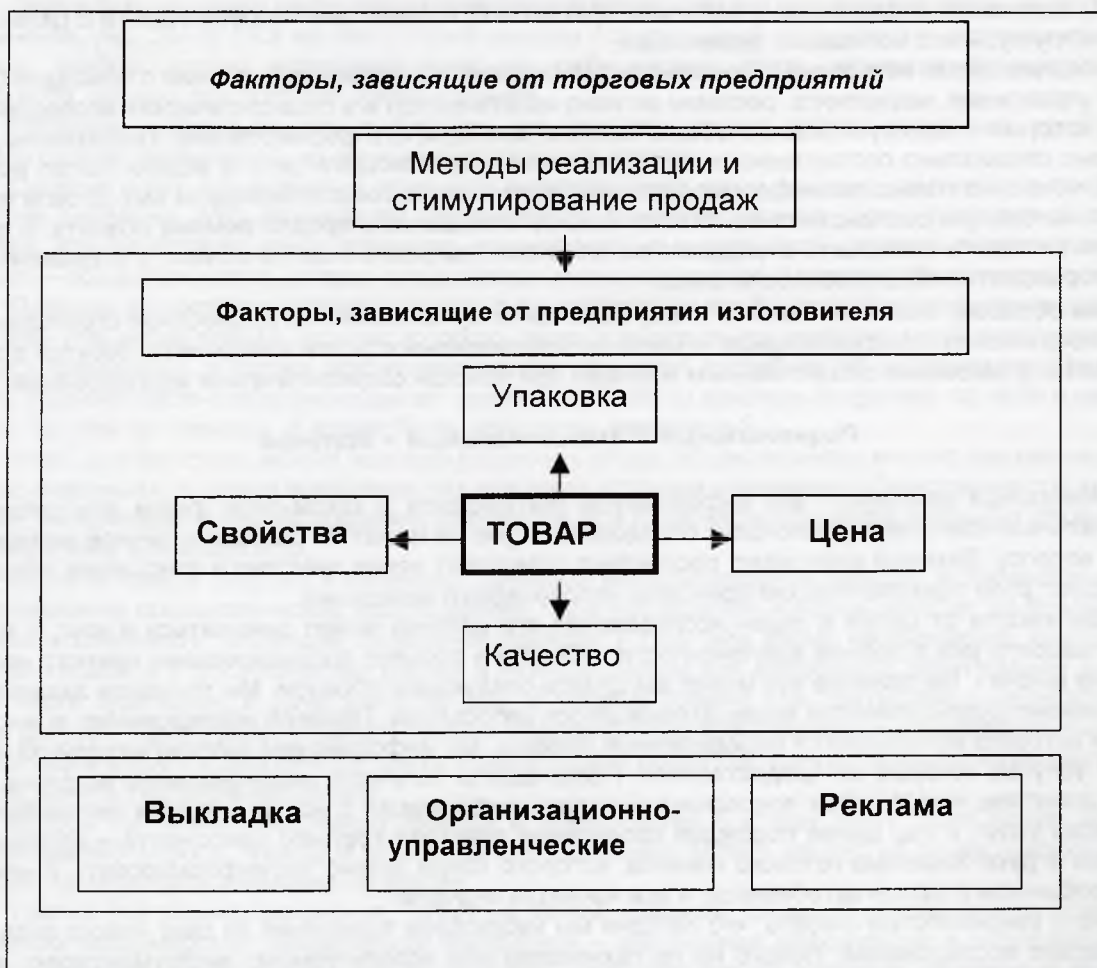 Факторы, зависящие от торговых предприятий
Методы реализации и
стимулирование продаж
Факторы, зависящие от предприятия изготовителя
Упаковка
Свойства
ТОВАР
Цена
Качество
Выкладка
Организационно-
управленческие
Реклама